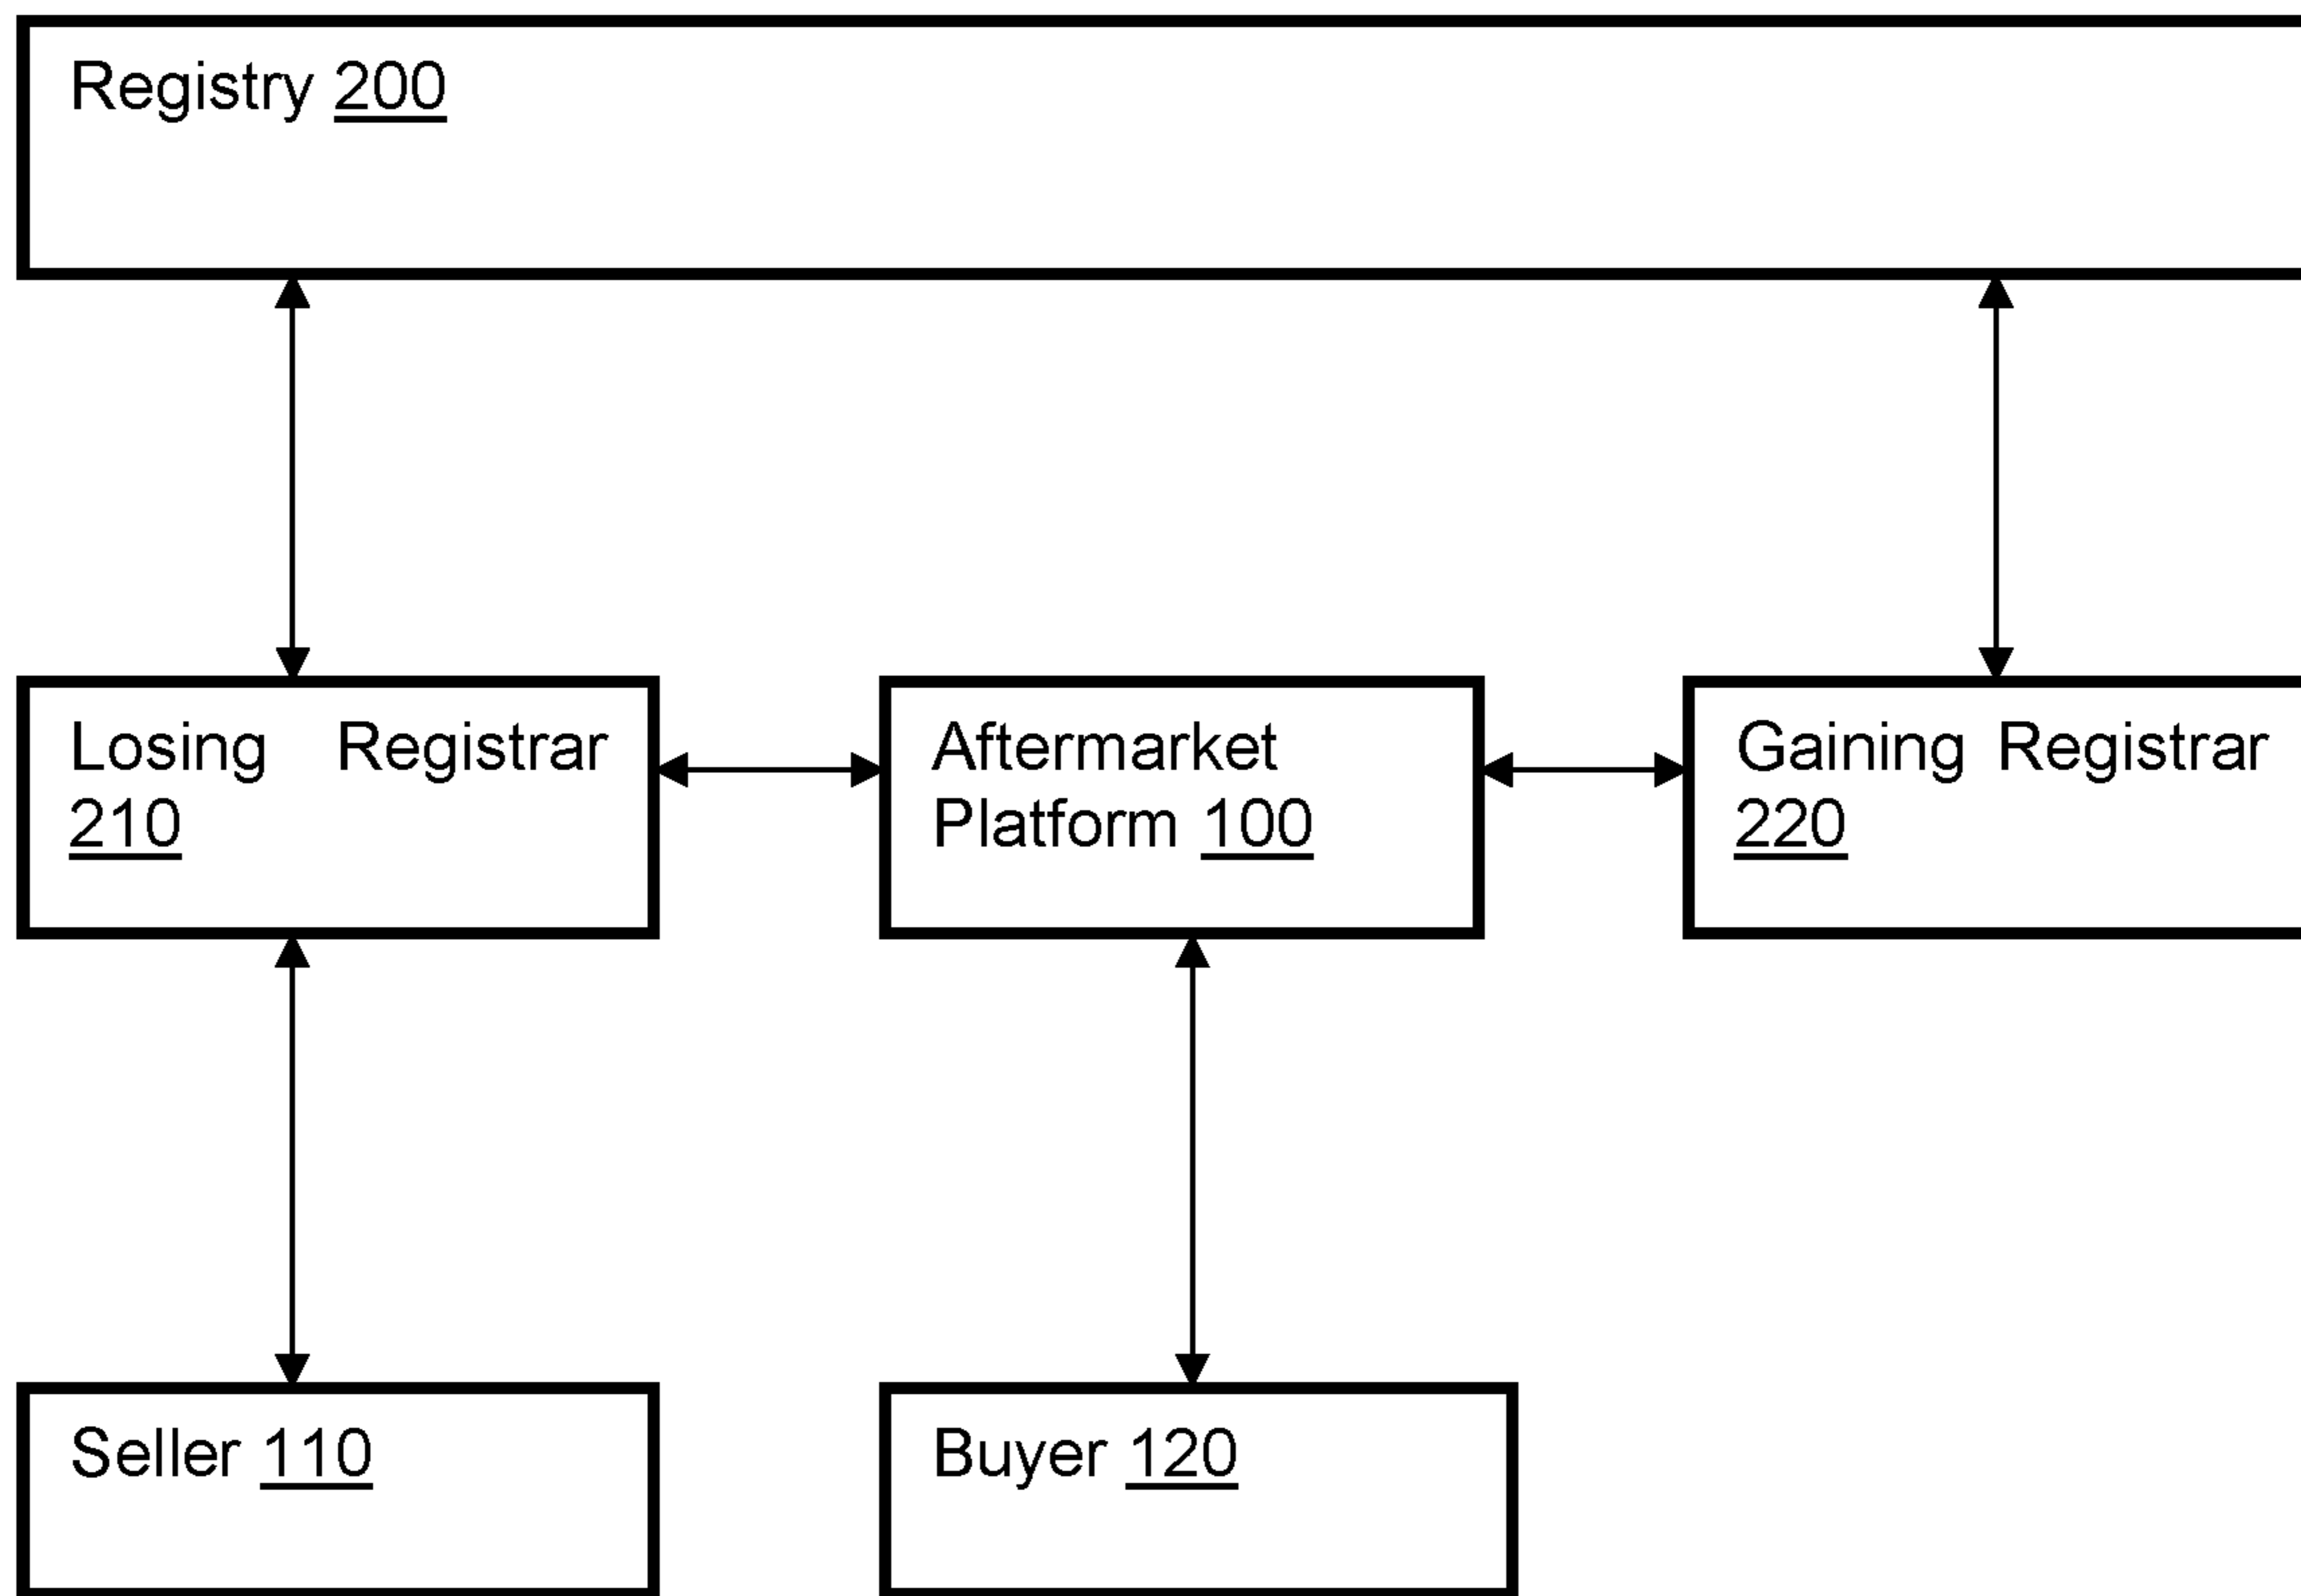 Registry 200
Losing Registrar
210
Aftermarket
Platform 100
Gaining Registrar
220
Seller 110
Buyer 120